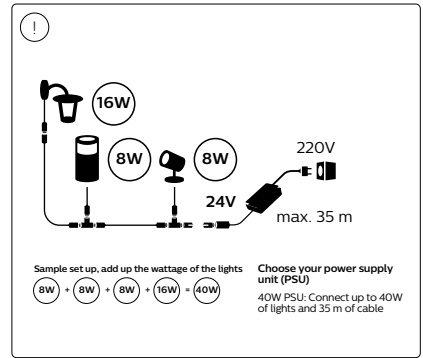 !
16W
8W
8W
220V
24V
max. 35 m
Sample set up, add up the wattage of the lights
8W + 8W + 8W + 16W = 40W
Choose your power supply
unit (PSU)
40W PSU: Connect up to 40W
of lights and 35 m of cable